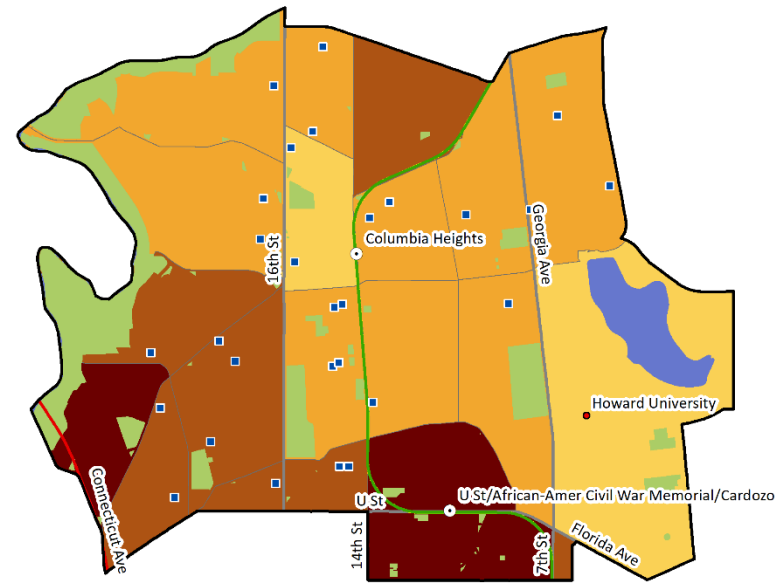 Columbia Heights
16th St
Georgia Ave
Howard University
Connecticut Ave
U St
U St/African-Amer Civil War Memorial/Cardozo
14th St
7th St
Florida Ave